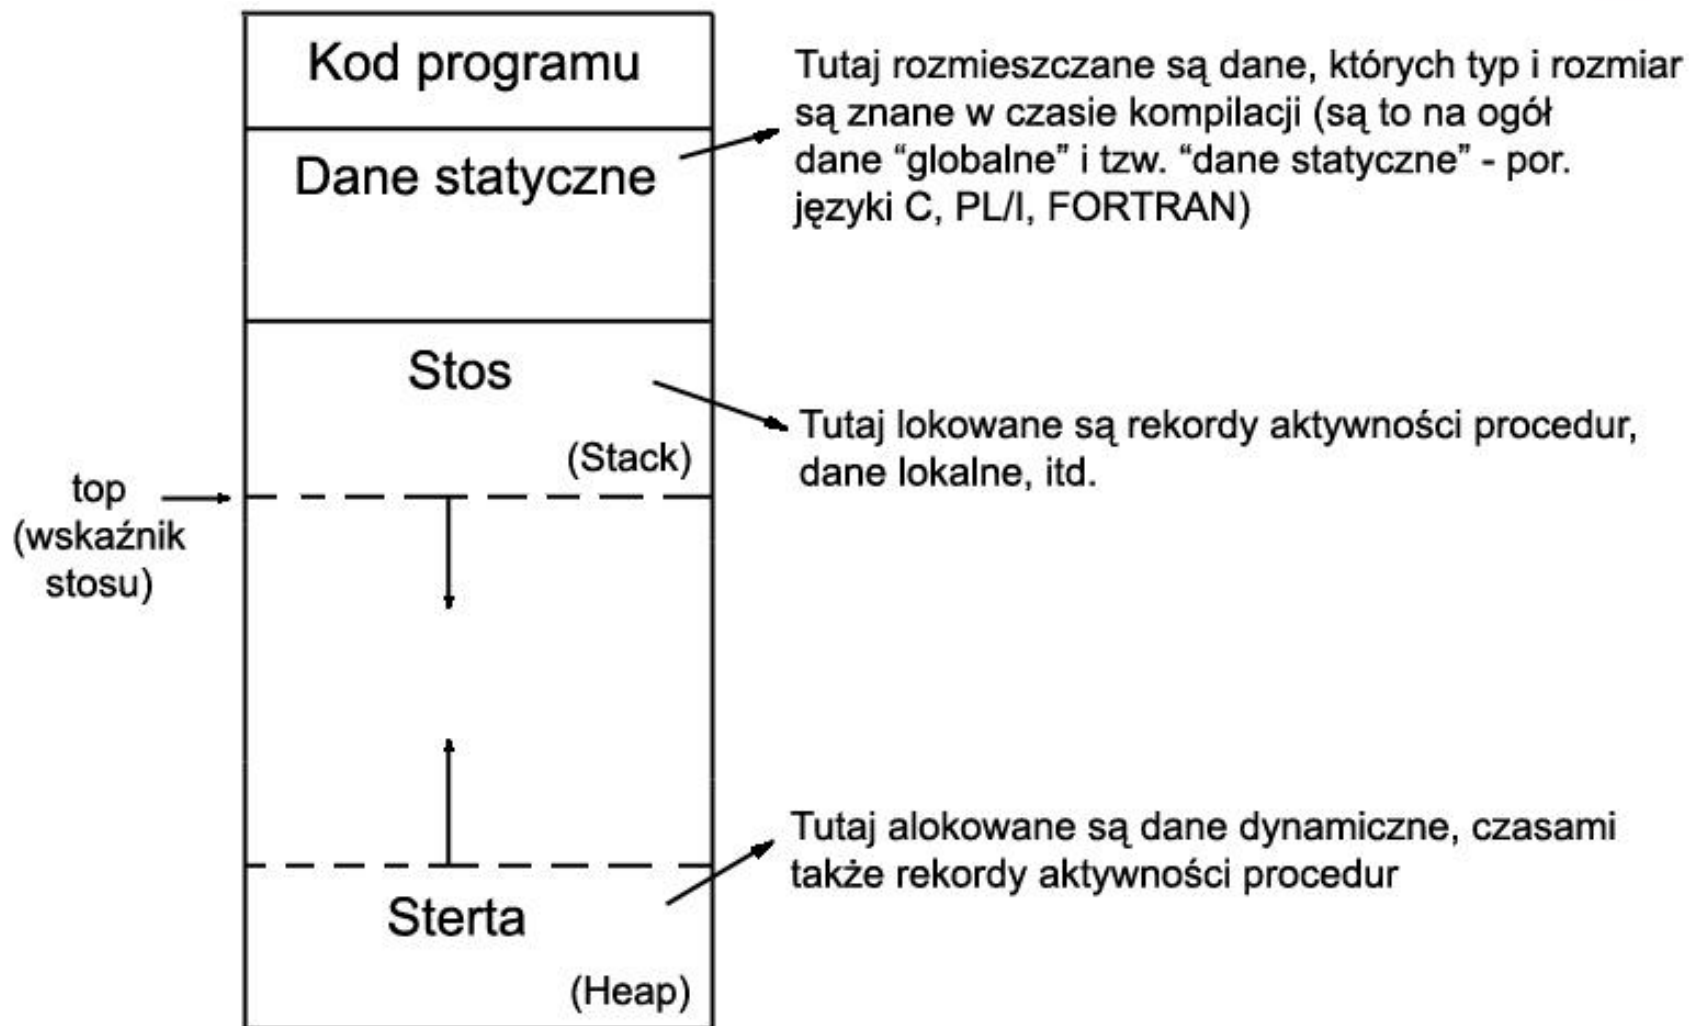 Kod programu
Tutaj rozmieszczane są dane, których typ i rozmiar
są znane w czasie kompilacji (są to na ogół
dane “globalne” i tzw. “dane statyczne” - por.
języki C, PL/I, FORTRAN)
Dane statyczne
Stos
(Stack)
Tutaj lokowane są rekordy aktywności procedur,
dane lokalne, itd.
top
(wskaźnik
stosu)
Tutaj alokowane są dane dynamiczne, czasami
także rekordy aktywności procedur
Sterta
(Heap)